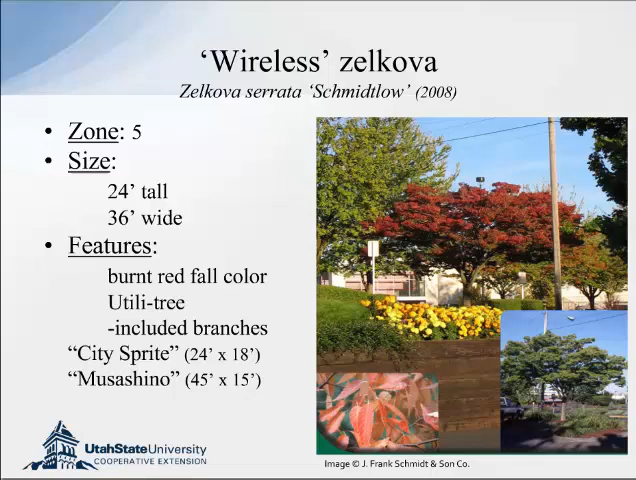 ‘Wireless’ zelkova
Zelkova serrata ‘Schmidtlow’ (2008)
• Zone: 5
• Size:
24’ tall
36’ wide
• Features:
burnt red fall color
Utili-tree
-included branches
“City Sprite” (24’ x 18’)
“Musashino” (45’ x 15’)
UtahStateUniversity
COOPERATIVE EXTENSION
Image © J. Frank Schmidt & Son Co.